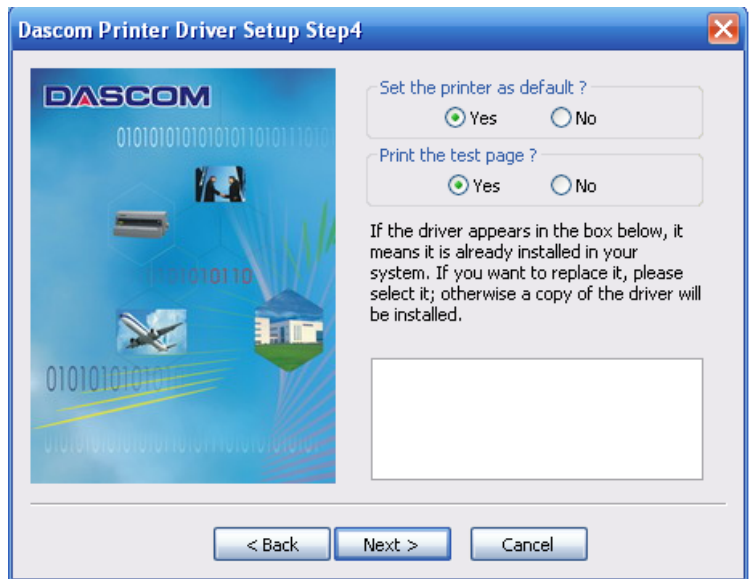 Dascom Printer Driver Setup Step4
DASCOM
010101010101011010111010
1101010110
0101010101010
Set the printer as default ?
Yes No
Print the test page ?
Yes No
If the driver appears in the box below, it
means it is already installed in your
system. If you want to replace it, please
select it; otherwise a copy of the driver will
be installed.
< Back Next > Cancel